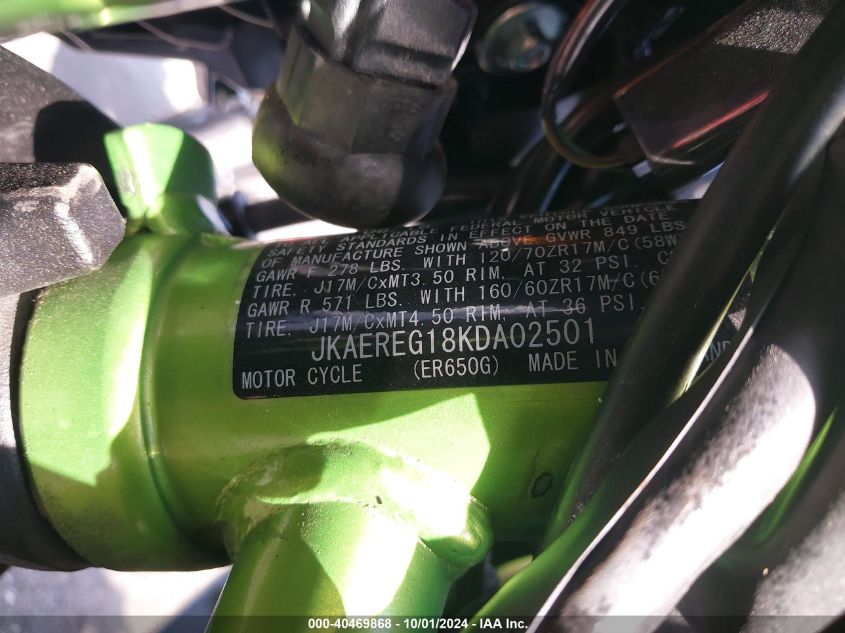 APPLICABLE FEDERAL MOTOR VEHICLE
SAFETY STANDARDS IN EFFECT ON THE DATE
OF MANUFACTURE SHOWN ABOVE GVWR 849 LBS
GAWR F 278 LBS. WITH 120/70ZR17M/C(58W
TIRE, J17M/CxMT3.50 RIM. AT 32 PSI
GAWR R 571 LBS. WITH 160/60ZR17M/C(6
TIRE, J17M/CxMT4.50 RIM. AT 36 PSI
JKAEREG18KDA02501
MOTOR CYCLE (ER650G) MADE IN
000-40469868 - 10/01/2024 - IAA Inc.